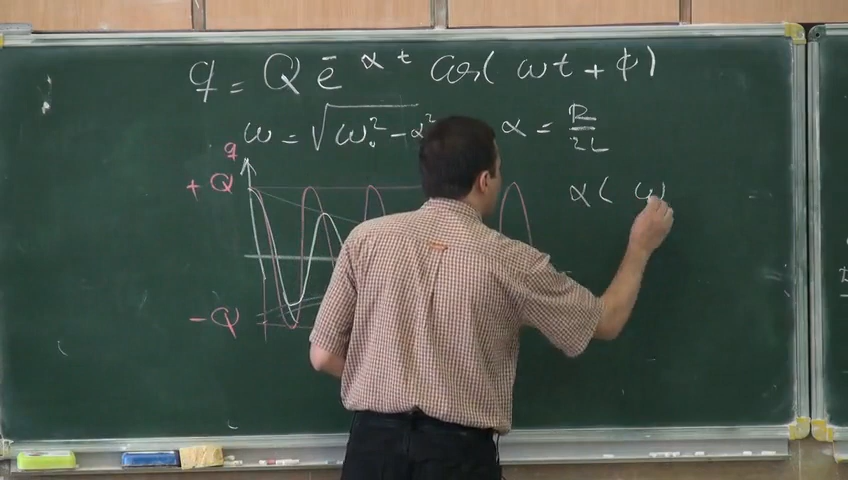 q = Q e^-αt cos( ωt + φ)
ω = √ω₀² - α² α = R/2L
q
+ Q
α( ω
- Q